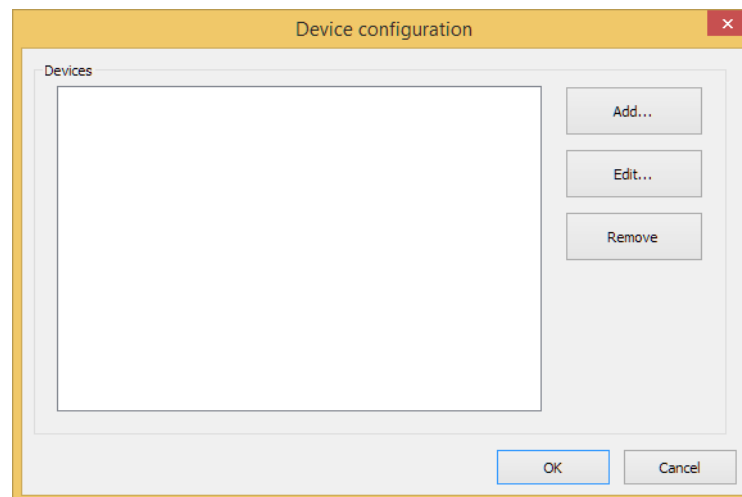 Device configuration
Devices
Add...
Edit...
Remove
OK
Cancel